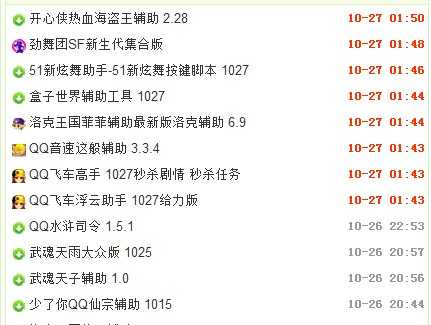 开心侠热血海盗王辅助 2.28 10-27 01:50
劲舞团SF新生代集合版 10-27 01:48
51新炫舞助手-51新炫舞按键脚本 1027 10-27 01:46
盒子世界辅助工具 1027 10-27 01:44
洛克王国菲菲辅助最新版洛克辅助 6.9 10-27 01:44
QQ音速这般辅助 3.3.4 10-27 01:43
QQ飞车高手 1027秒杀剧情 秒杀任务 10-27 01:43
QQ飞车浮云助手 1027给力版 10-27 01:43
QQ水浒司令 1.5.1 10-26 22:53
武魂天雨大众版 1025 10-26 20:57
武魂天子辅助 1.0 10-26 20:56
少了你QQ仙宗辅助 1015 10-26 20:44